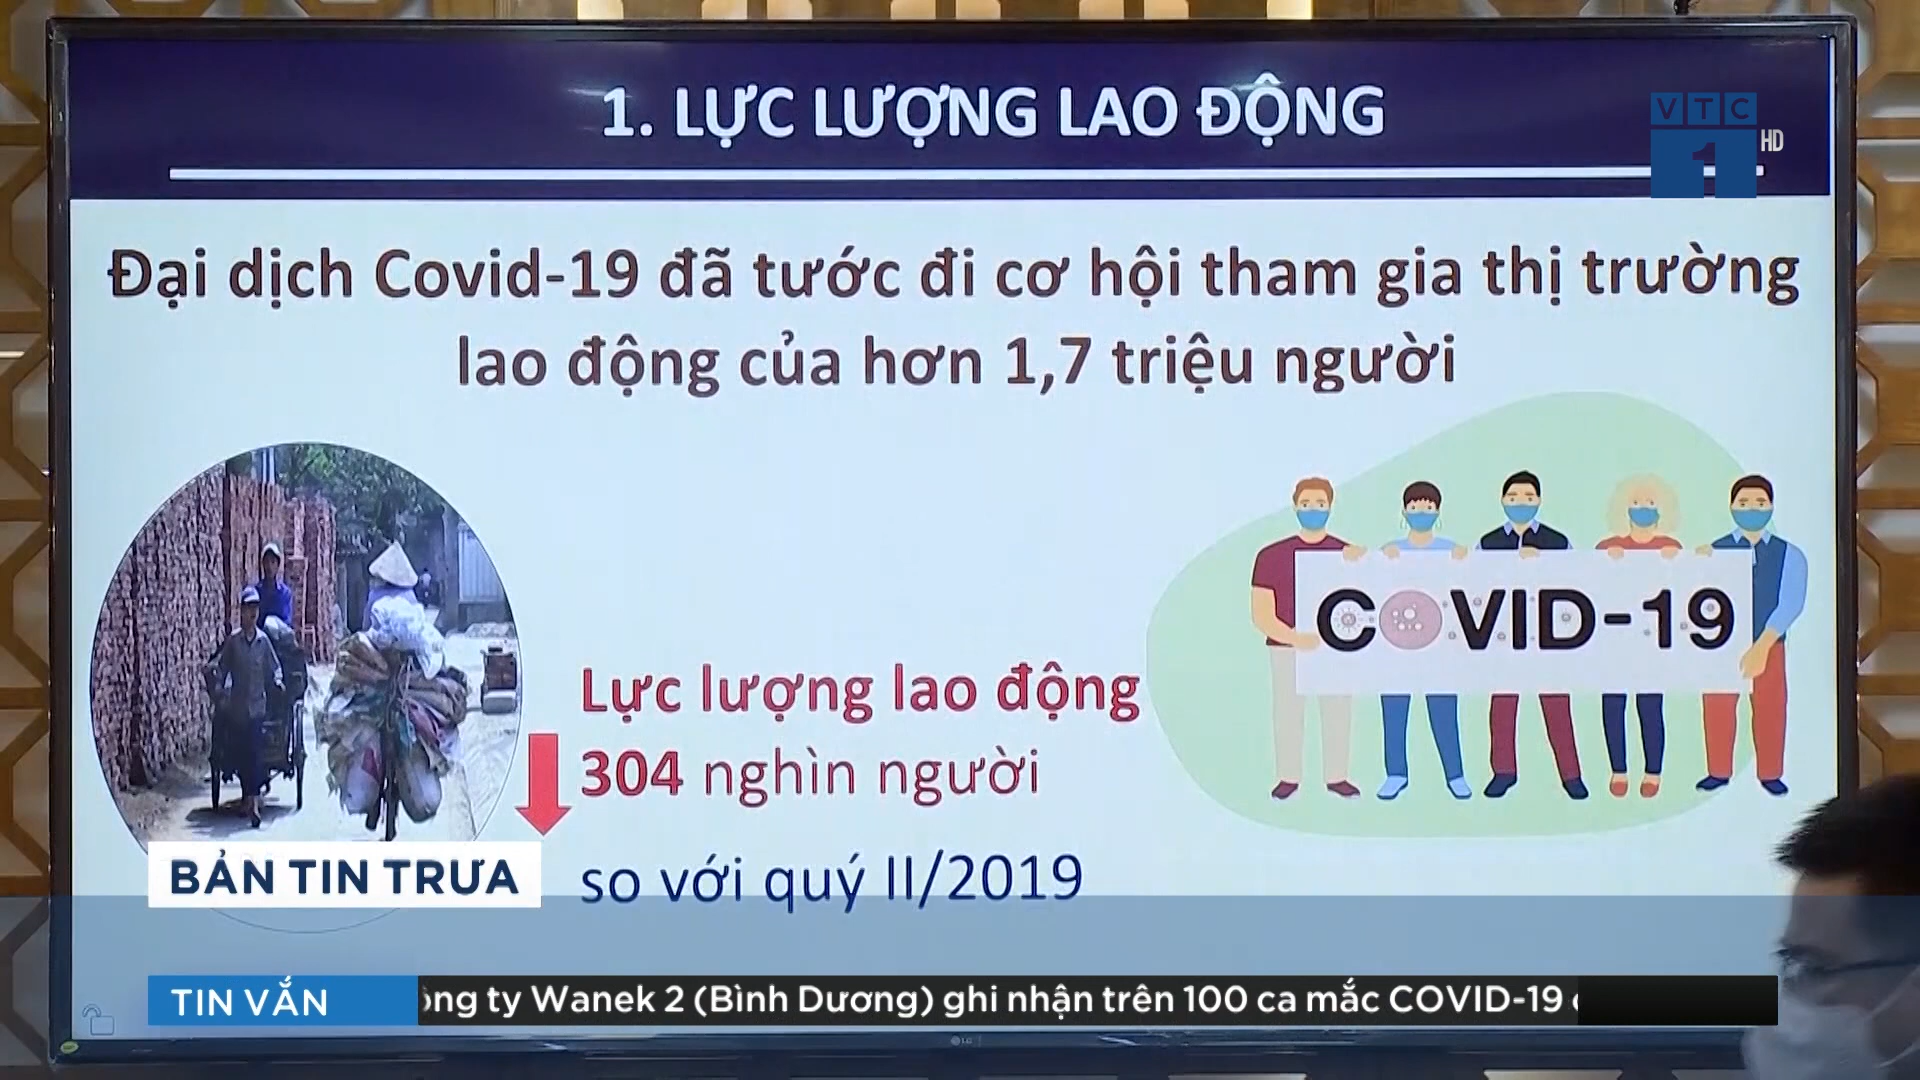 1. LỰC LƯỢNG LAO ĐỘNG
VTC
1
HD
Đại dịch Covid-19 đã tước đi cơ hội tham gia thị trường
lao động của hơn 1,7 triệu người
COVID-19
Lực lượng lao động
304 nghìn người
so với quý II/2019
BẢN TIN TRƯA
TIN VẮN
ty Wanek 2 (Bình Dương) ghi nhận trên 100 ca mắc COVID-19
LG